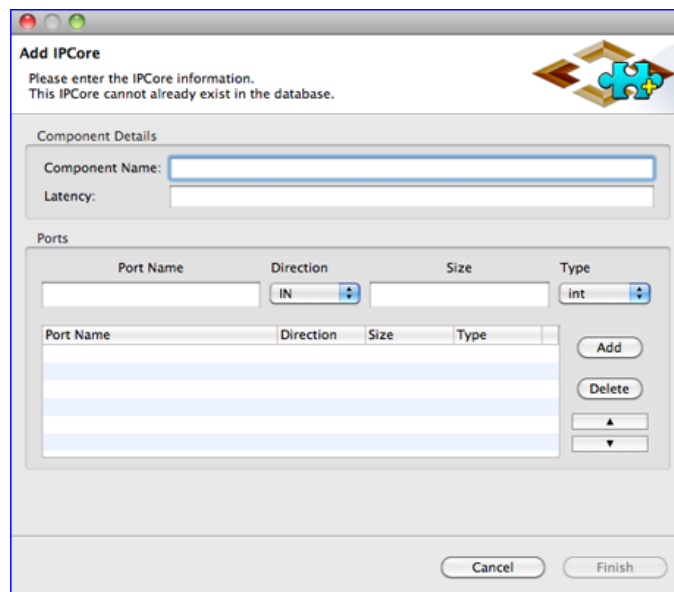 Add IPCore
Please enter the IPCore information.
This IPCore cannot already exist in the database.
Component Details
Component Name:
Latency:
Ports
Port Name Direction Size Type
IN int
Port Name Direction Size Type
Add
Delete
Cancel Finish